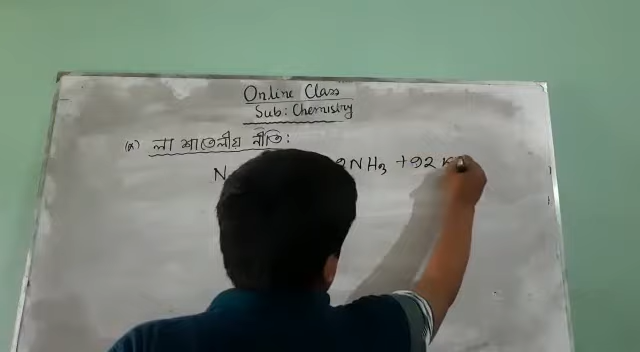 Online Class
Sub: Chemistry
(*) লা শাতেলীয় নীতি:
N 2NH₃ +92 K